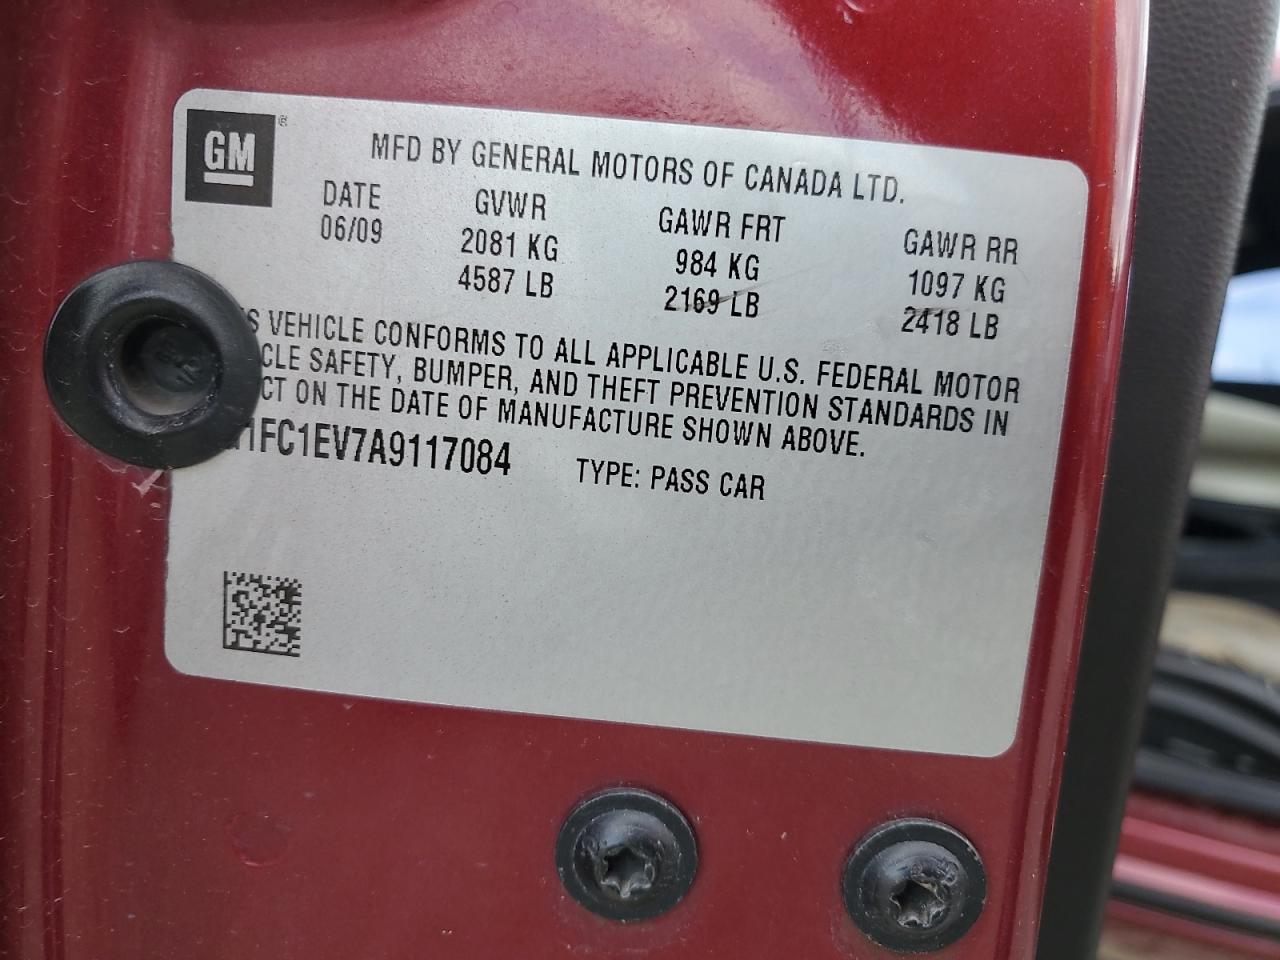 GM ®
MFD BY GENERAL MOTORS OF CANADA LTD.
DATE GVWR GAWR FRT GAWR RR
06/09 2081 KG 984 KG 1097 KG
4587 LB 2169 LB 2418 LB
VEHICLE CONFORMS TO ALL APPLICABLE U.S. FEDERAL MOTOR
CLE SAFETY, BUMPER, AND THEFT PREVENTION STANDARDS IN
CT ON THE DATE OF MANUFACTURE SHOWN ABOVE.
1FC1EV7A9117084 TYPE: PASS CAR